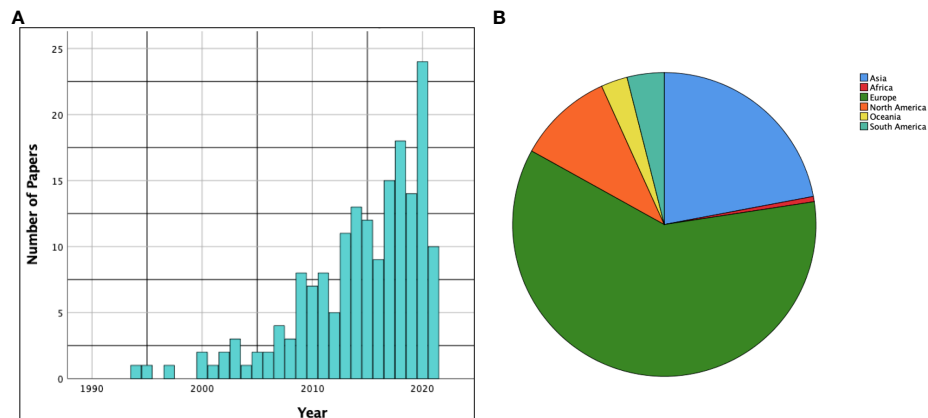 A
25
20
15
10
5
0
Number of Papers
1990
2000
2010
2020
Year
B
Asia
Africa
Europe
North America
Oceania
South America